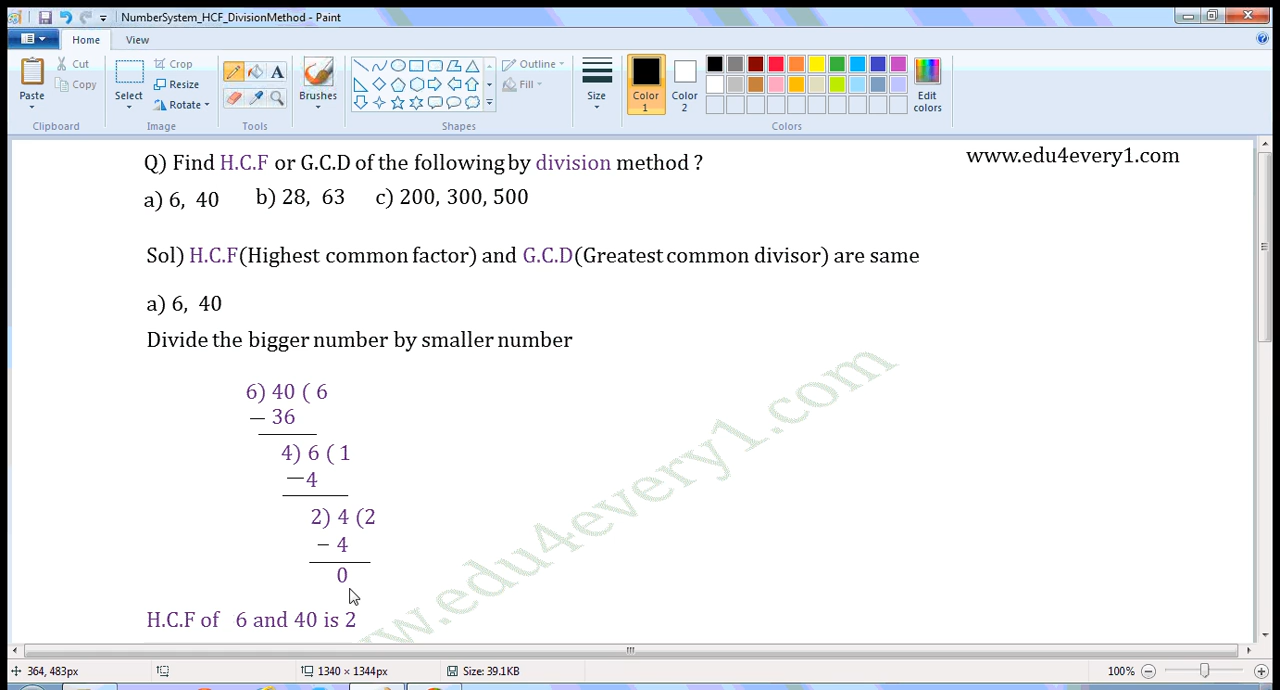 NumberSystem_HCF_DivisionMethod - Paint
Home View
Paste Cut Copy Select Crop Resize Rotate A Brushes Outline Fill Size Color 1 Color 2 Edit colors
Clipboard Image Tools Shapes Colors
Q) Find H.C.F or G.C.D of the following by division method ? www.edu4every1.com
a) 6, 40 b) 28, 63 c) 200, 300, 500
Sol) H.C.F(Highest common factor) and G.C.D(Greatest common divisor) are same
a) 6, 40
Divide the bigger number by smaller number
6) 40 ( 6
— 36
4) 6 ( 1
—4
2) 4 (2
– 4
0
H.C.F of 6 and 40 is 2
www.edu4every1.com
364, 483px 1340 × 1344px Size: 39.1KB 100%